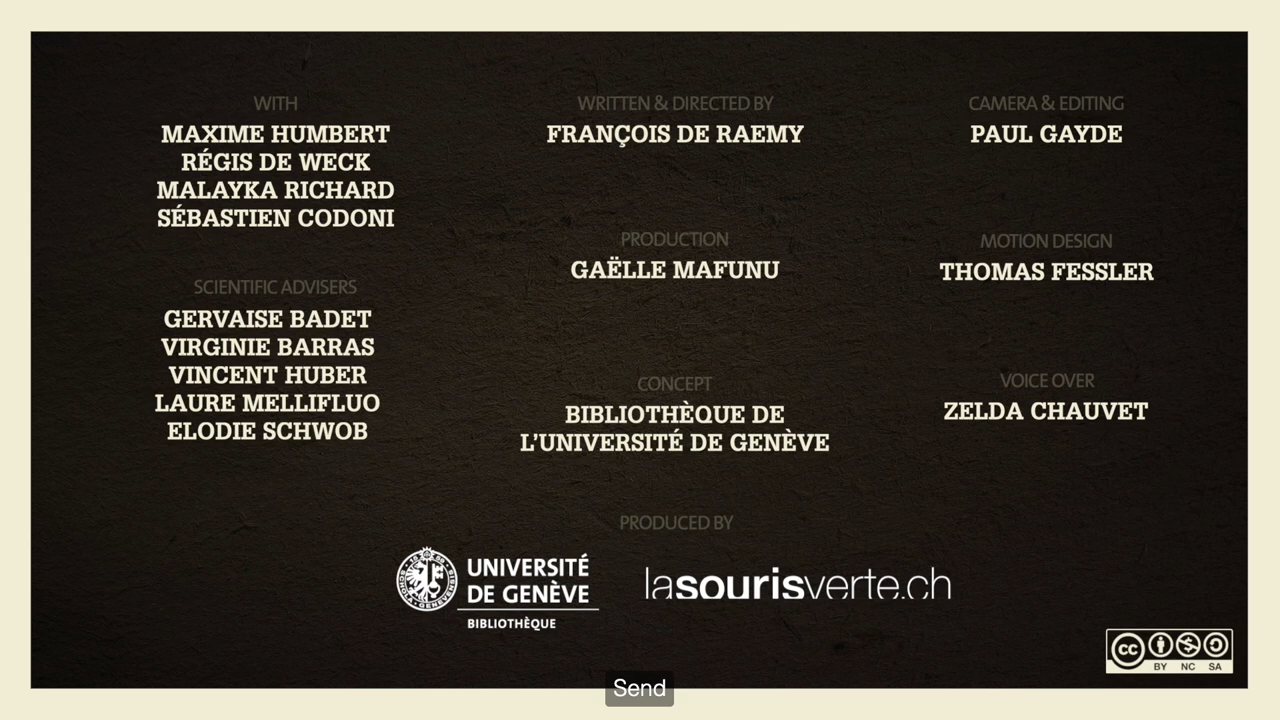 WITH
MAXIME HUMBERT
RÉGIS DE WECK
MALAYKA RICHARD
SÉBASTIEN CODONI
SCIENTIFIC ADVISERS
GERVAISE BADET
VIRGINIE BARRAS
VINCENT HUBER
LAURE MELLIFLUO
ELODIE SCHWOB
WRITTEN & DIRECTED BY
FRANÇOIS DE RAEMY
PRODUCTION
GAËLLE MAFUNU
CONCEPT
BIBLIOTHÈQUE DE
L'UNIVERSITÉ DE GENÈVE
CAMERA & EDITING
PAUL GAYDE
MOTION DESIGN
THOMAS FESSLER
VOICE OVER
ZELDA CHAUVET
PRODUCED BY
UNIVERSITÉ
DE GENÈVE
BIBLIOTHÈQUE
lasourisverte.ch
cc
BY NC SA
Send